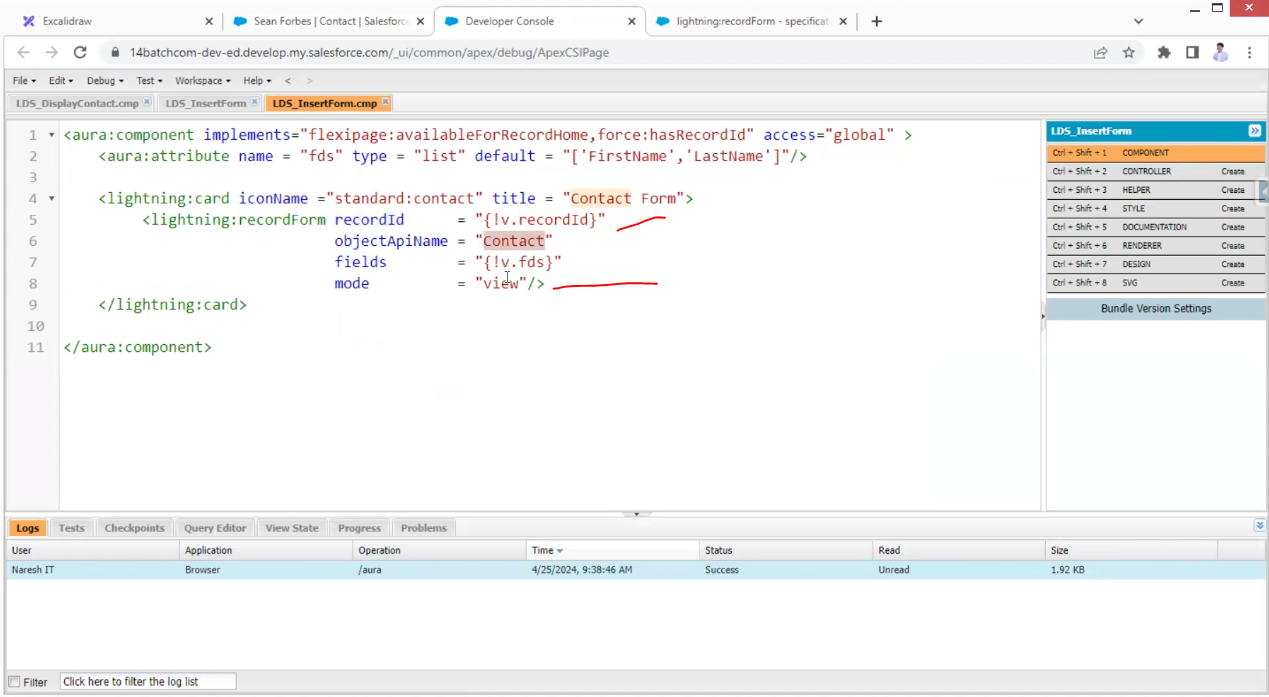 Excalidraw
Sean Forbes | Contact | Salesforc
Developer Console
lightning:recordForm - specificat
14batchcom-dev-ed.develop.my.salesforce.com/_ui/common/apex/debug/ApexCSIPage
File Edit Debug Test Workspace Help < >
LDS_DisplayContact.cmp LDS_InsertForm LDS_InsertForm.cmp
1 <aura:component implements="flexipage:availableForRecordHome,force:hasRecordId" access="global" >
2 <aura:attribute name = "fds" type = "list" default = "['FirstName','LastName']"/>
3
4 <lightning:card iconName ="standard:contact" title = "Contact Form">
5 <lightning:recordForm recordId = "{!v.recordId}"
6 objectApiName = "Contact"
7 fields = "{!v.fds}"
8 mode = "view"/>
9 </lightning:card>
10
11 </aura:component>
LDS_InsertForm
Ctrl + Shift + 1 COMPONENT
Ctrl + Shift + 2 CONTROLLER Create
Ctrl + Shift + 3 HELPER Create
Ctrl + Shift + 4 STYLE Create
Ctrl + Shift + 5 DOCUMENTATION Create
Ctrl + Shift + 6 RENDERER Create
Ctrl + Shift + 7 DESIGN Create
Ctrl + Shift + 8 SVG Create
Bundle Version Settings
Logs Tests Checkpoints Query Editor View State Progress Problems
User Application Operation Time Status Read Size
Naresh IT Browser /aura 4/25/2024, 9:38:46 AM Success Unread 1.92 KB
Filter Click here to filter the log list